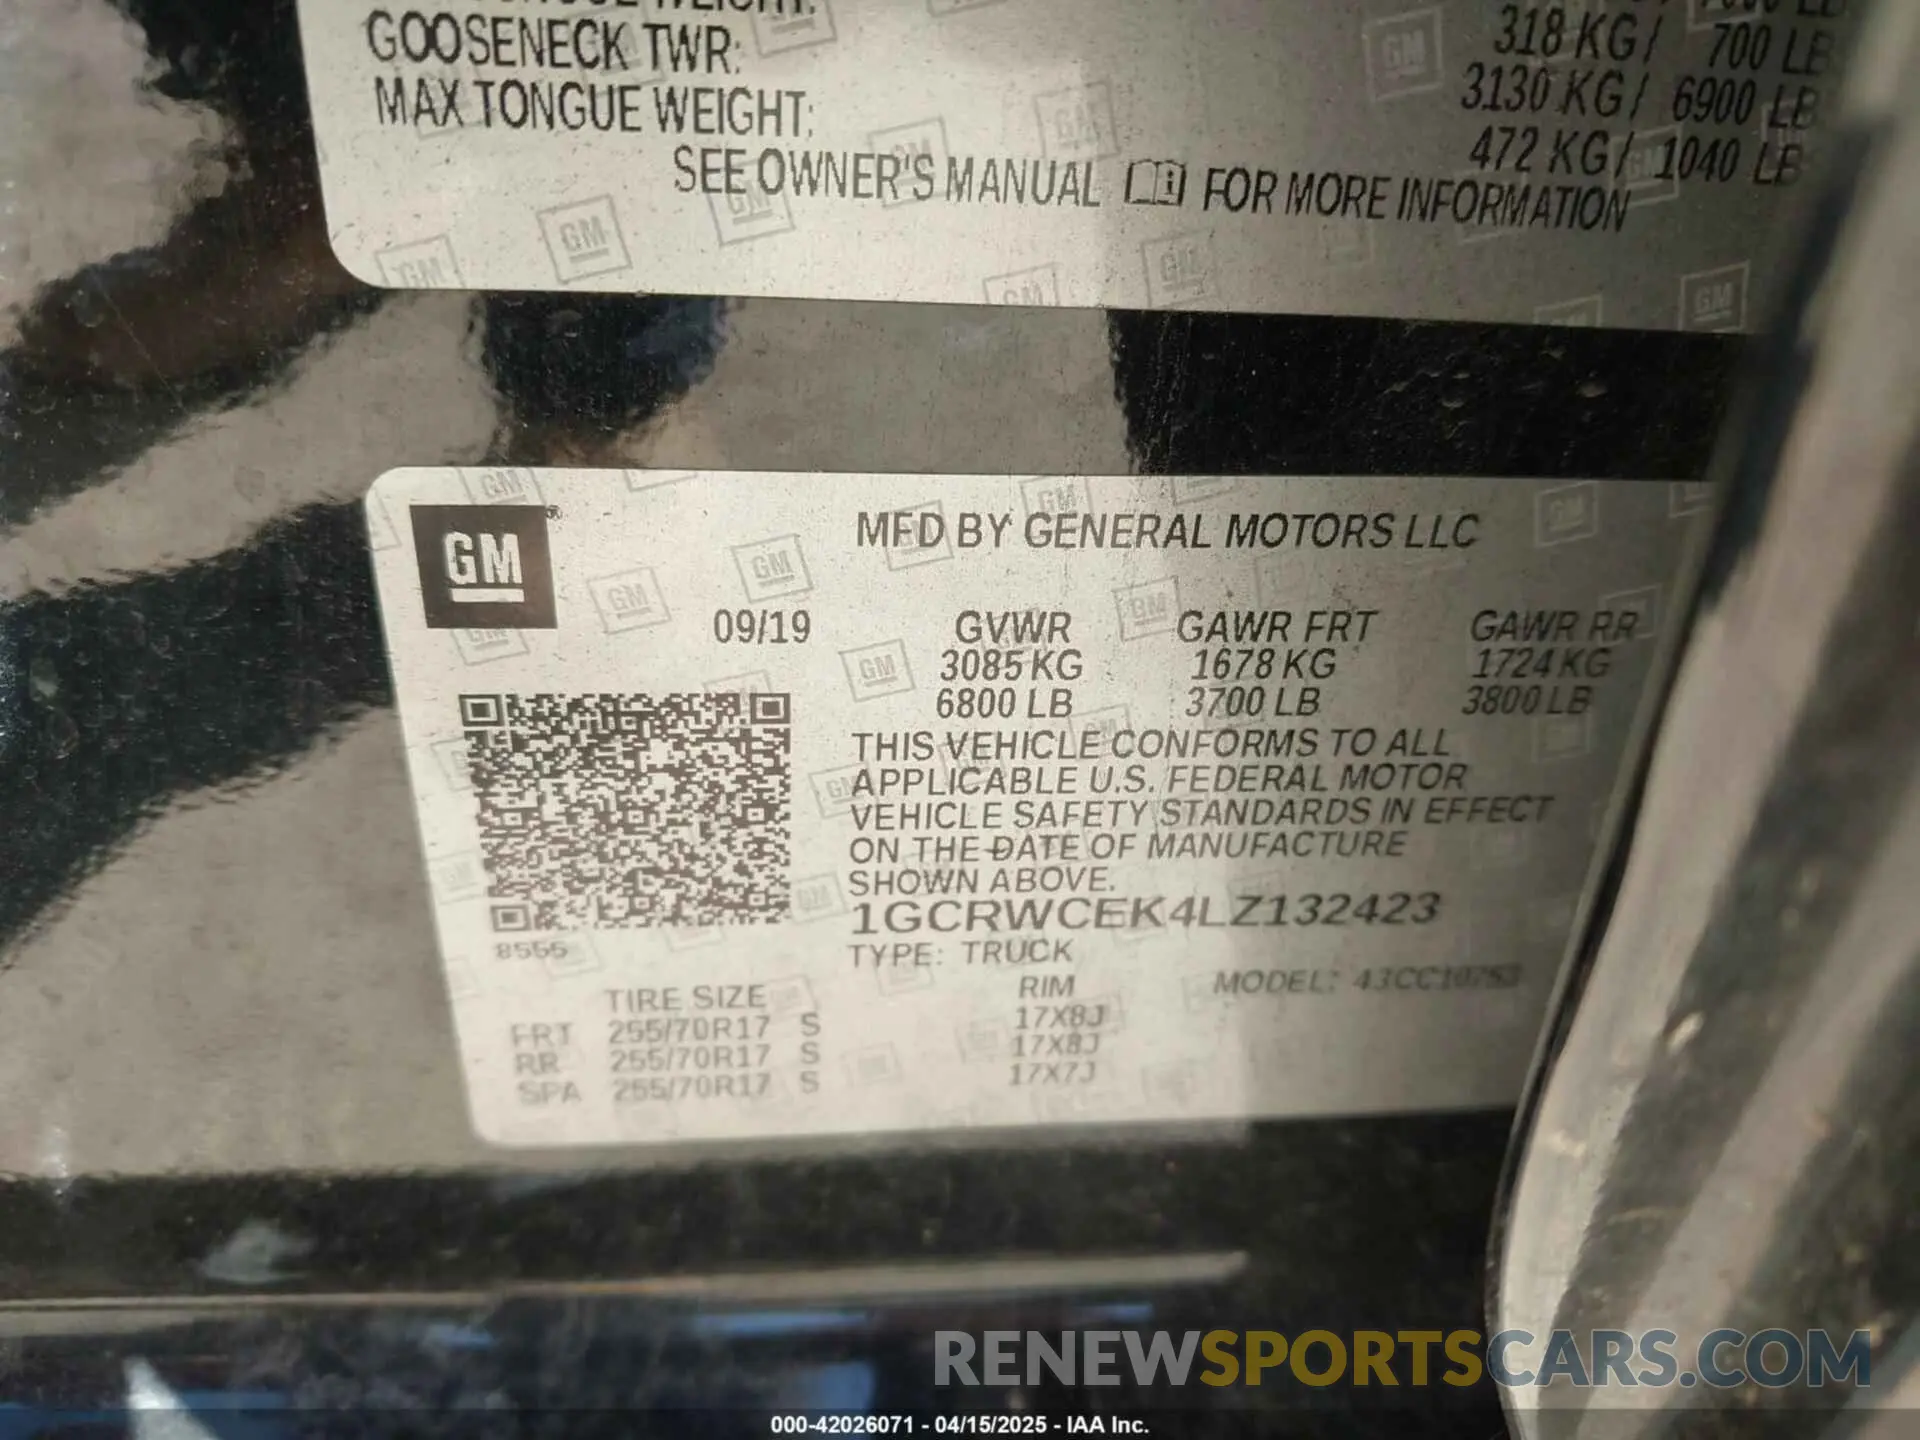 GOOSENECK TWR: 318 KG / 700 LB
MAX TONGUE WEIGHT: 3130 KG / 6900 LB
472 KG / 1040 LB
SEE OWNER'S MANUAL FOR MORE INFORMATION
GM®
MFD BY GENERAL MOTORS LLC
09/19 GVWR GAWR FRT GAWR RR
3085 KG 1678 KG 1724 KG
6800 LB 3700 LB 3800 LB
THIS VEHICLE CONFORMS TO ALL
APPLICABLE U.S. FEDERAL MOTOR
VEHICLE SAFETY STANDARDS IN EFFECT
ON THE DATE OF MANUFACTURE
SHOWN ABOVE.
1GCRWCEK4LZ132423
8555
TYPE: TRUCK
TIRE SIZE RIM MODEL:
FRT 255/70R17 S 17X8J
RR 255/70R17 S 17X8J
SPA 255/70R17 S 17X7J
RENEWSPORTSCARS.COM
000-42026071 - 04/15/2025 - IAA Inc.